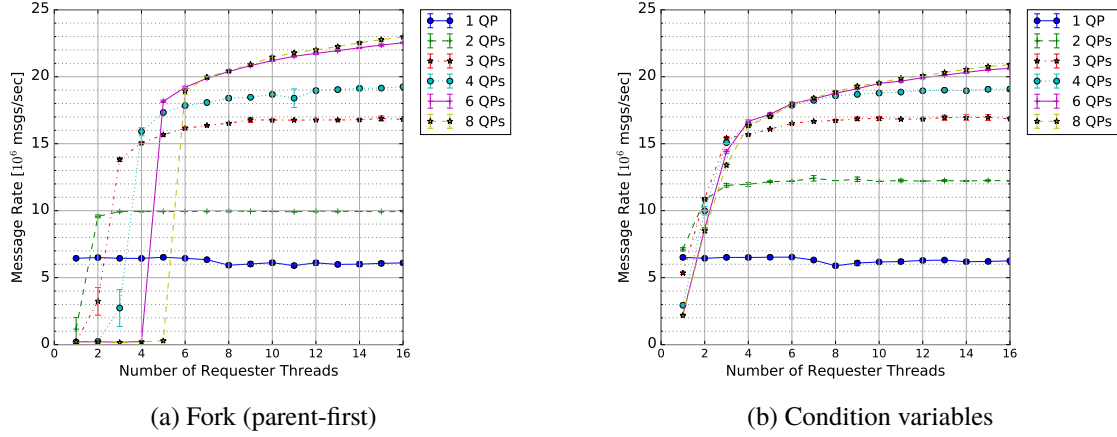 25
20
15
10
5
0
Message Rate [10⁶ msgs/sec]
0 2 4 6 8 10 12 14 16
Number of Requester Threads
1 QP
2 QPs
3 QPs
4 QPs
6 QPs
8 QPs
(a) Fork (parent-first)
25
20
15
10
5
0
Message Rate [10⁶ msgs/sec]
0 2 4 6 8 10 12 14 16
Number of Requester Threads
1 QP
2 QPs
3 QPs
4 QPs
6 QPs
8 QPs
(b) Condition variables